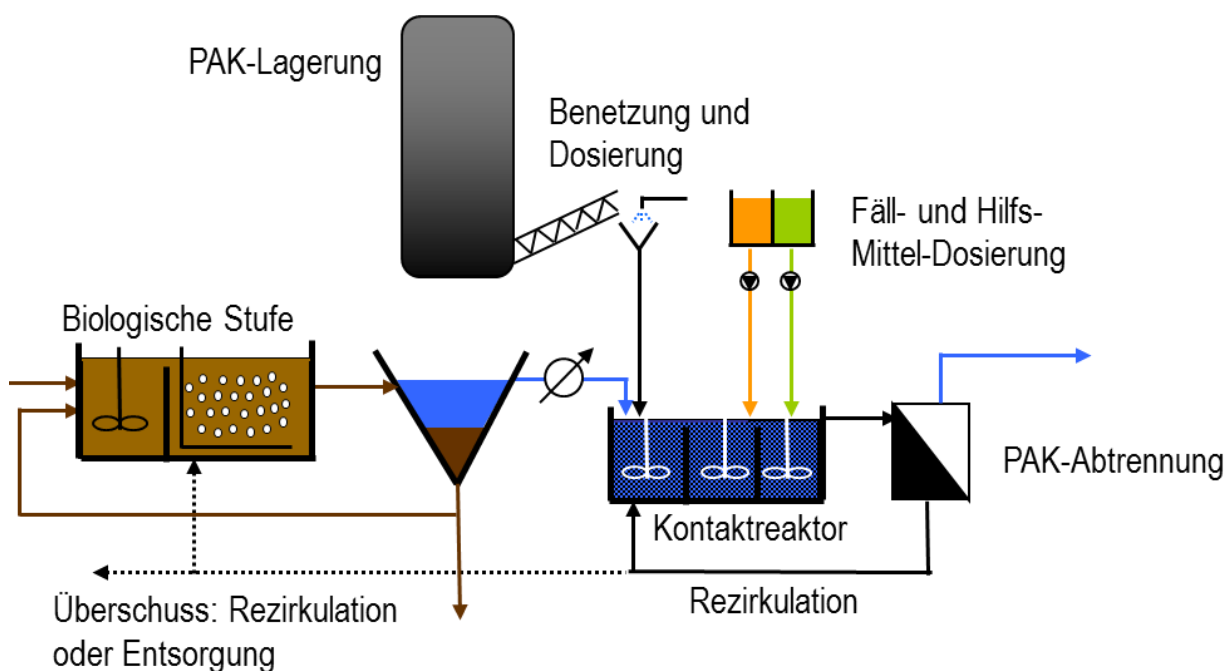 PAK-Lagerung
Benetzung und
Dosierung
Fäll- und Hilfs-
Mittel-Dosierung
Biologische Stufe
PAK-Abtrennung
Kontaktreaktor
Rezirkulation
Überschuss: Rezirkulation
oder Entsorgung